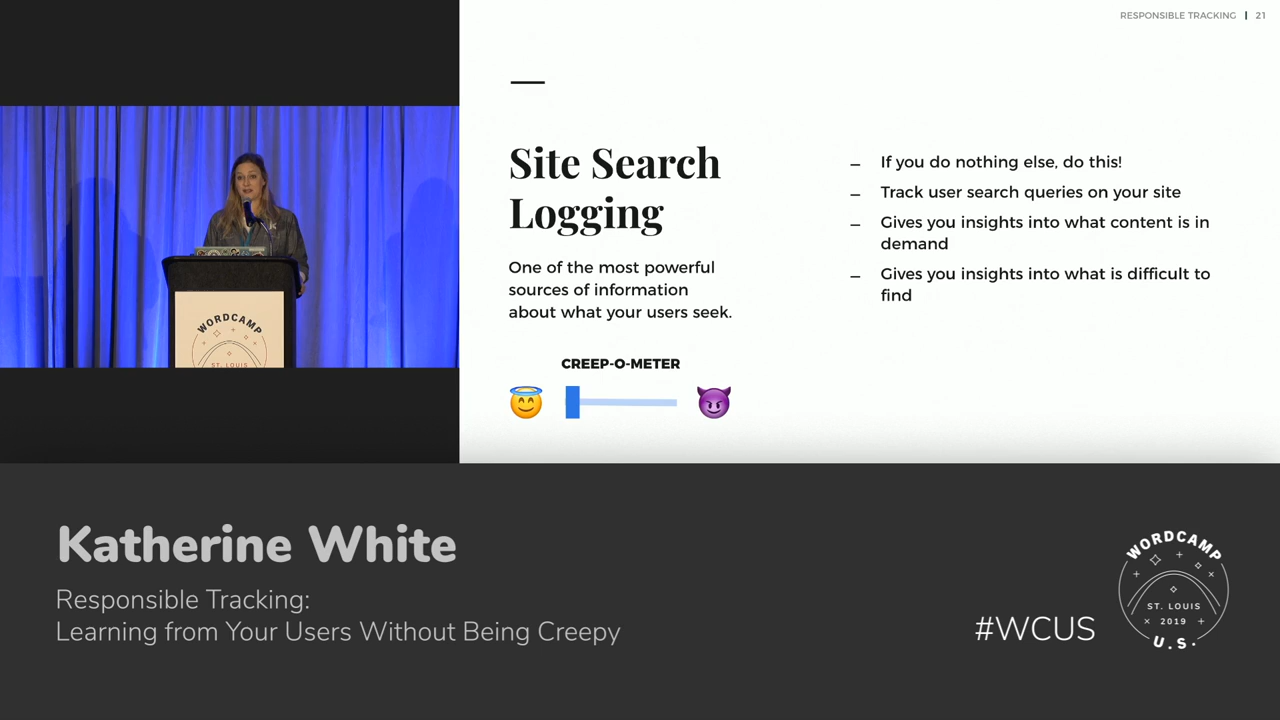 RESPONSIBLE TRACKING | 21
Site Search
Logging
One of the most powerful
sources of information
about what your users seek.
CREEP-O-METER
– If you do nothing else, do this!
– Track user search queries on your site
– Gives you insights into what content is in
demand
– Gives you insights into what is difficult to
find
WORDCAMP
ST. LOUIS
Katherine White
Responsible Tracking:
Learning from Your Users Without Being Creepy
#WCUS
WORDCAMP
ST. LOUIS
2019
U.S.